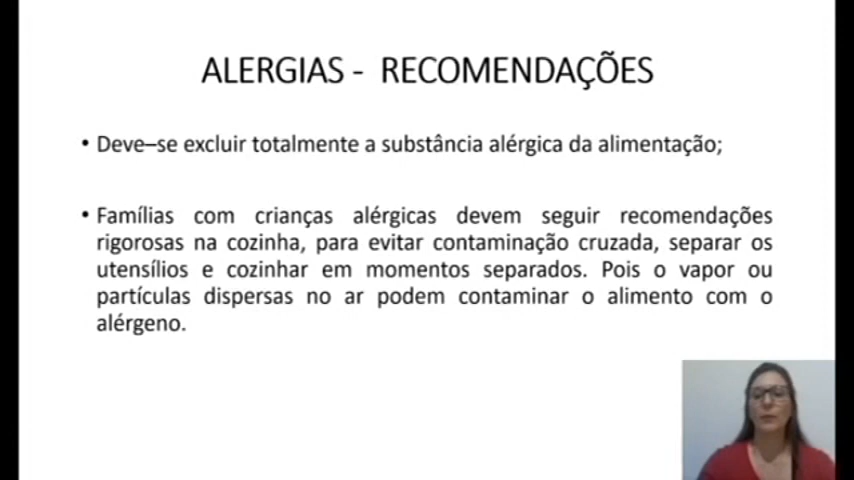 ALERGIAS - RECOMENDAÇÕES
• Deve–se excluir totalmente a substância alérgica da alimentação;
• Famílias com crianças alérgicas devem seguir recomendações
rigorosas na cozinha, para evitar contaminação cruzada, separar os
utensílios e cozinhar em momentos separados. Pois o vapor ou
partículas dispersas no ar podem contaminar o alimento com o
alérgeno.